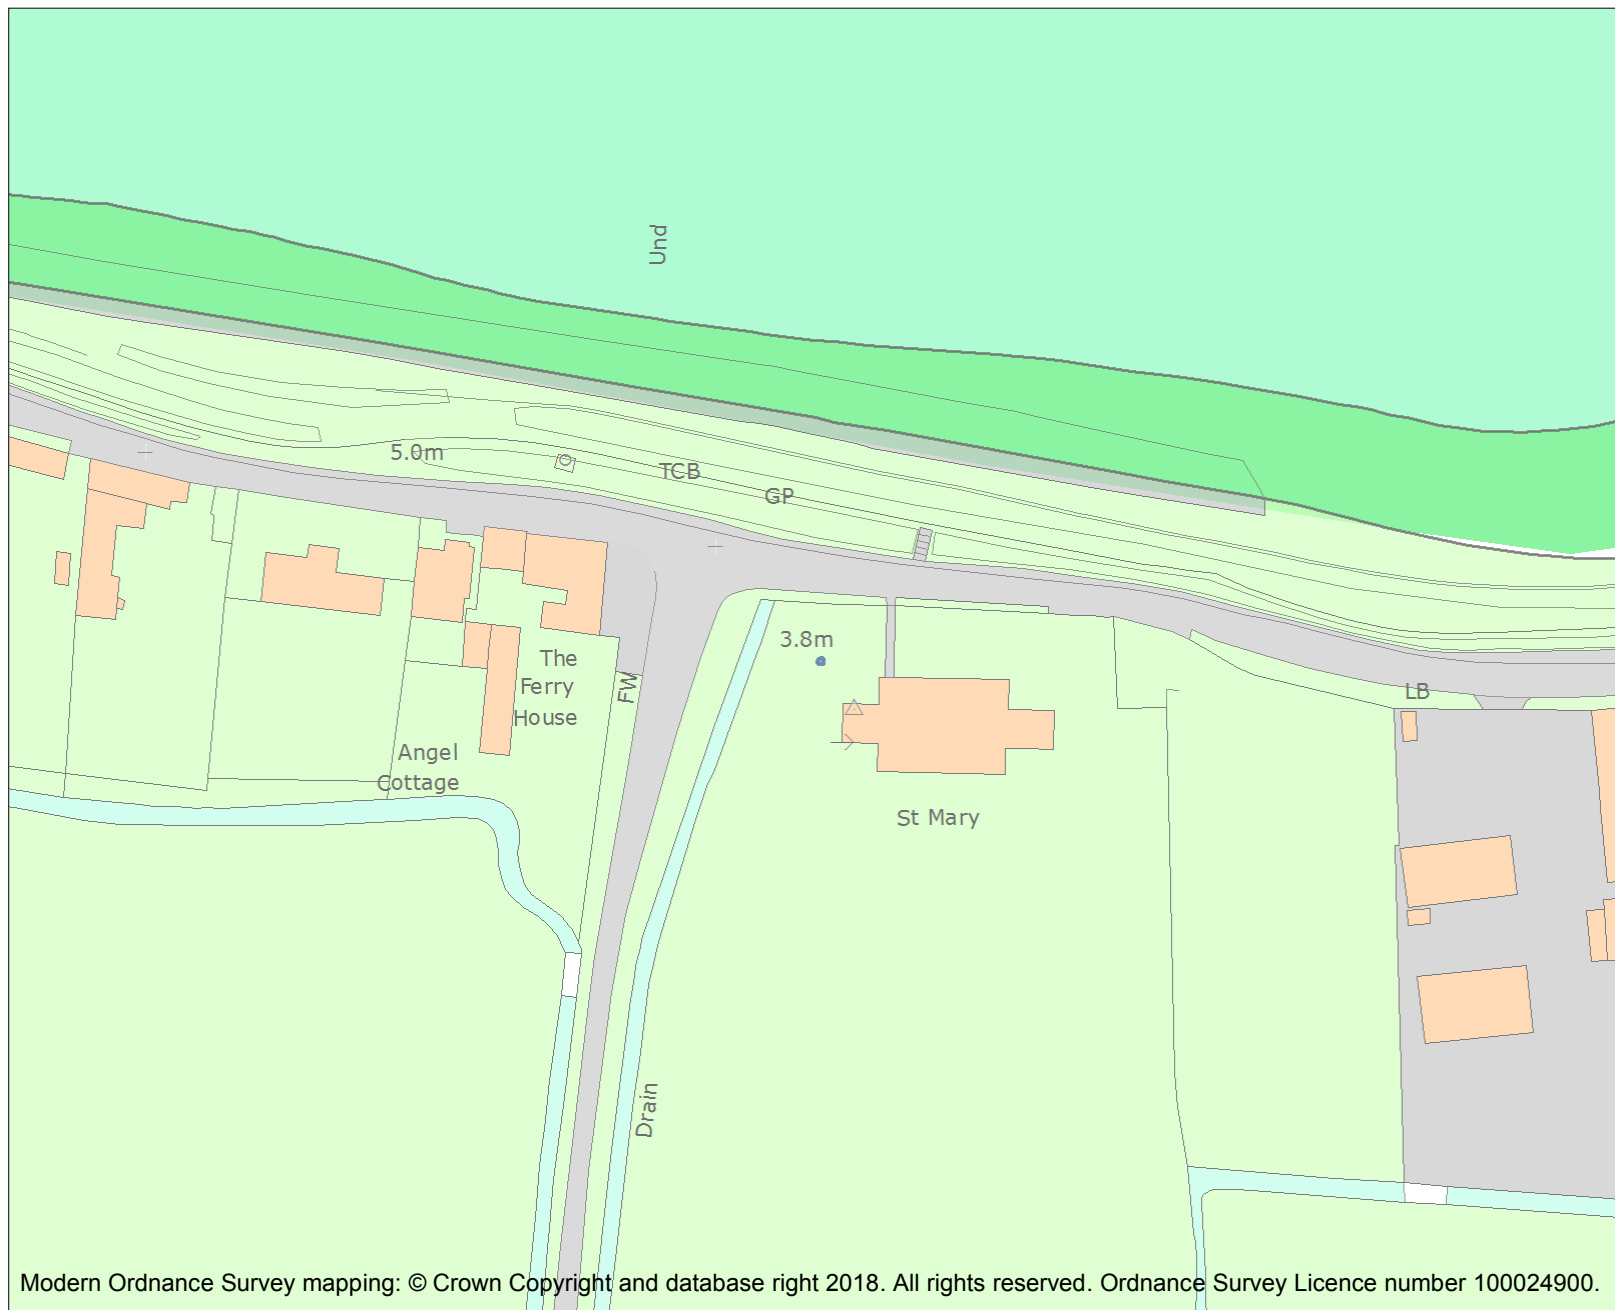 Und
5.0m
TCB
GP
3.8m
The
Ferry
House
FW
LB
Angel
Cottage
St Mary
Drain
Modern Ordnance Survey mapping: © Crown Copyright and database right 2018. All rights reserved. Ordnance Survey Licence number 100024900.